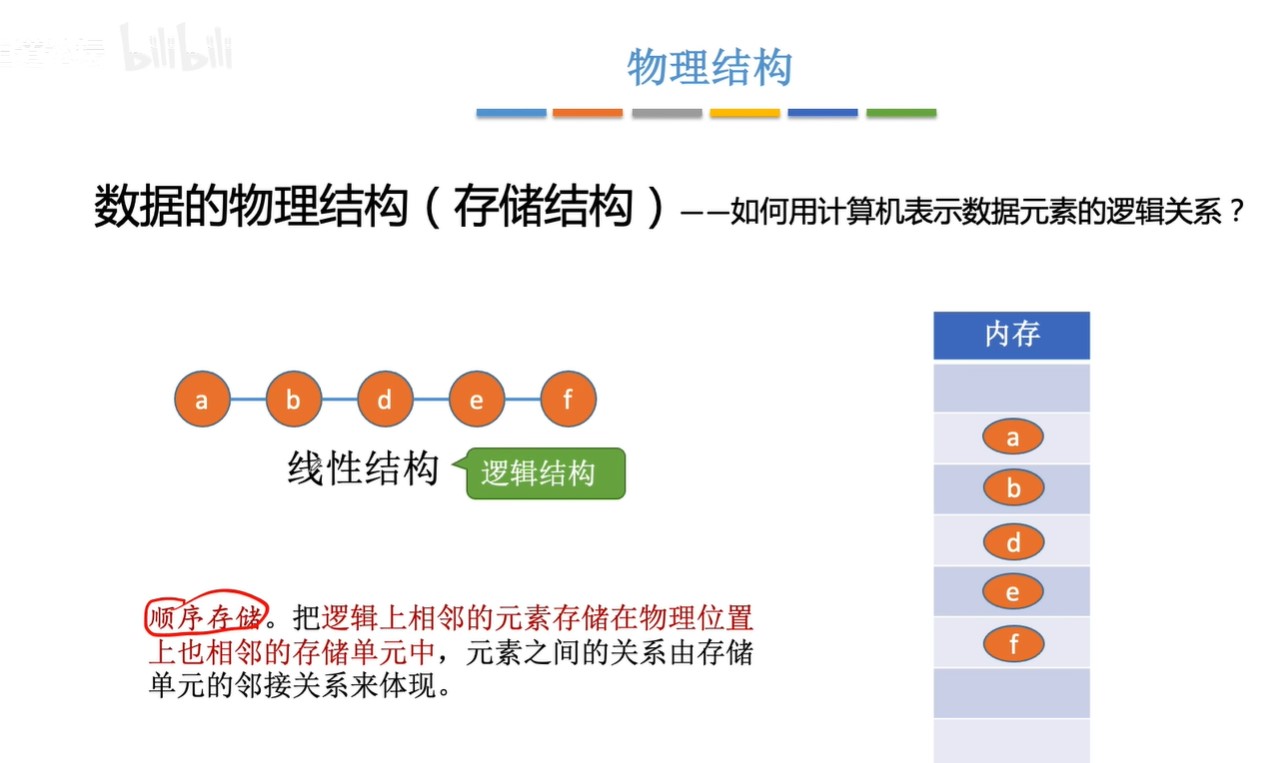 bilibili
物理结构
数据的物理结构（存储结构）——如何用计算机表示数据元素的逻辑关系？
内存
a b d e f
线性结构
逻辑结构
a
b
d
e
f
顺序存储。把逻辑上相邻的元素存储在物理位置
上也相邻的存储单元中，元素之间的关系由存储
单元的邻接关系来体现。